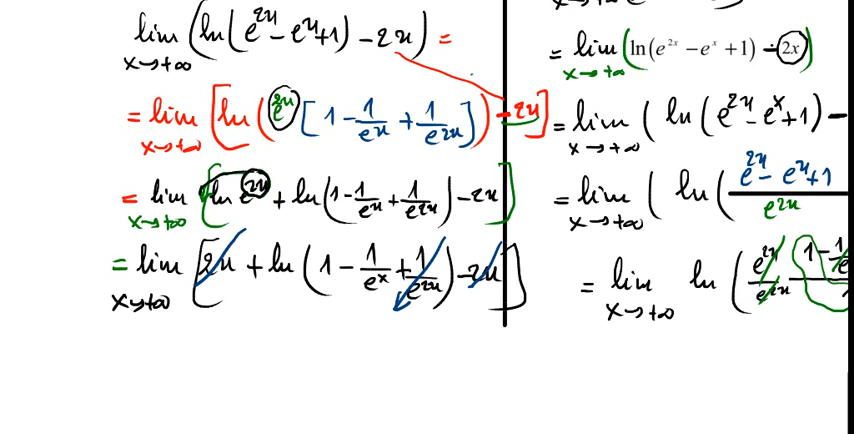 lim x→+∞ (ln(e^{2x} - e^x + 1) - 2x) =
= lim x→+∞ [ln(e^{2x} [1 - 1/e^x + 1/e^{2x}]) - 2x]
= lim x→+∞ [ln e^{2x} + ln(1 - 1/e^x + 1/e^{2x}) - 2x]
= lim x→+∞ [2x + ln(1 - 1/e^x + 1/e^{2x}) - 2x]
= lim x→+∞ (ln(e^{2x} - e^x + 1) - 2x)
= lim x→+∞ ( ln(e^{2x} - e^x + 1) -
= lim x→+∞ ( ln( e^{2x} - e^x + 1 / e^{2x}
= lim x→+∞ ln ( e^{2x} / e^{2x} 1 - 1/e